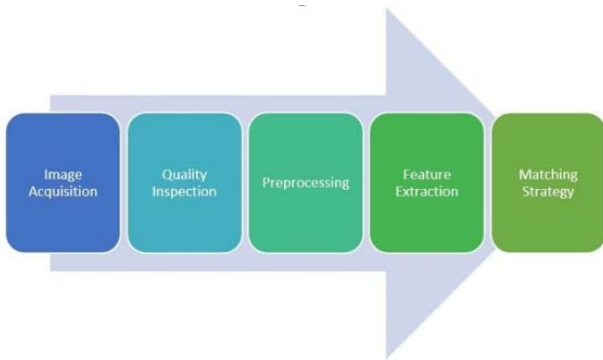 Image
Acquisition
Quality
Inspection
Preprocessing
Feature
Extraction
Matching
Strategy